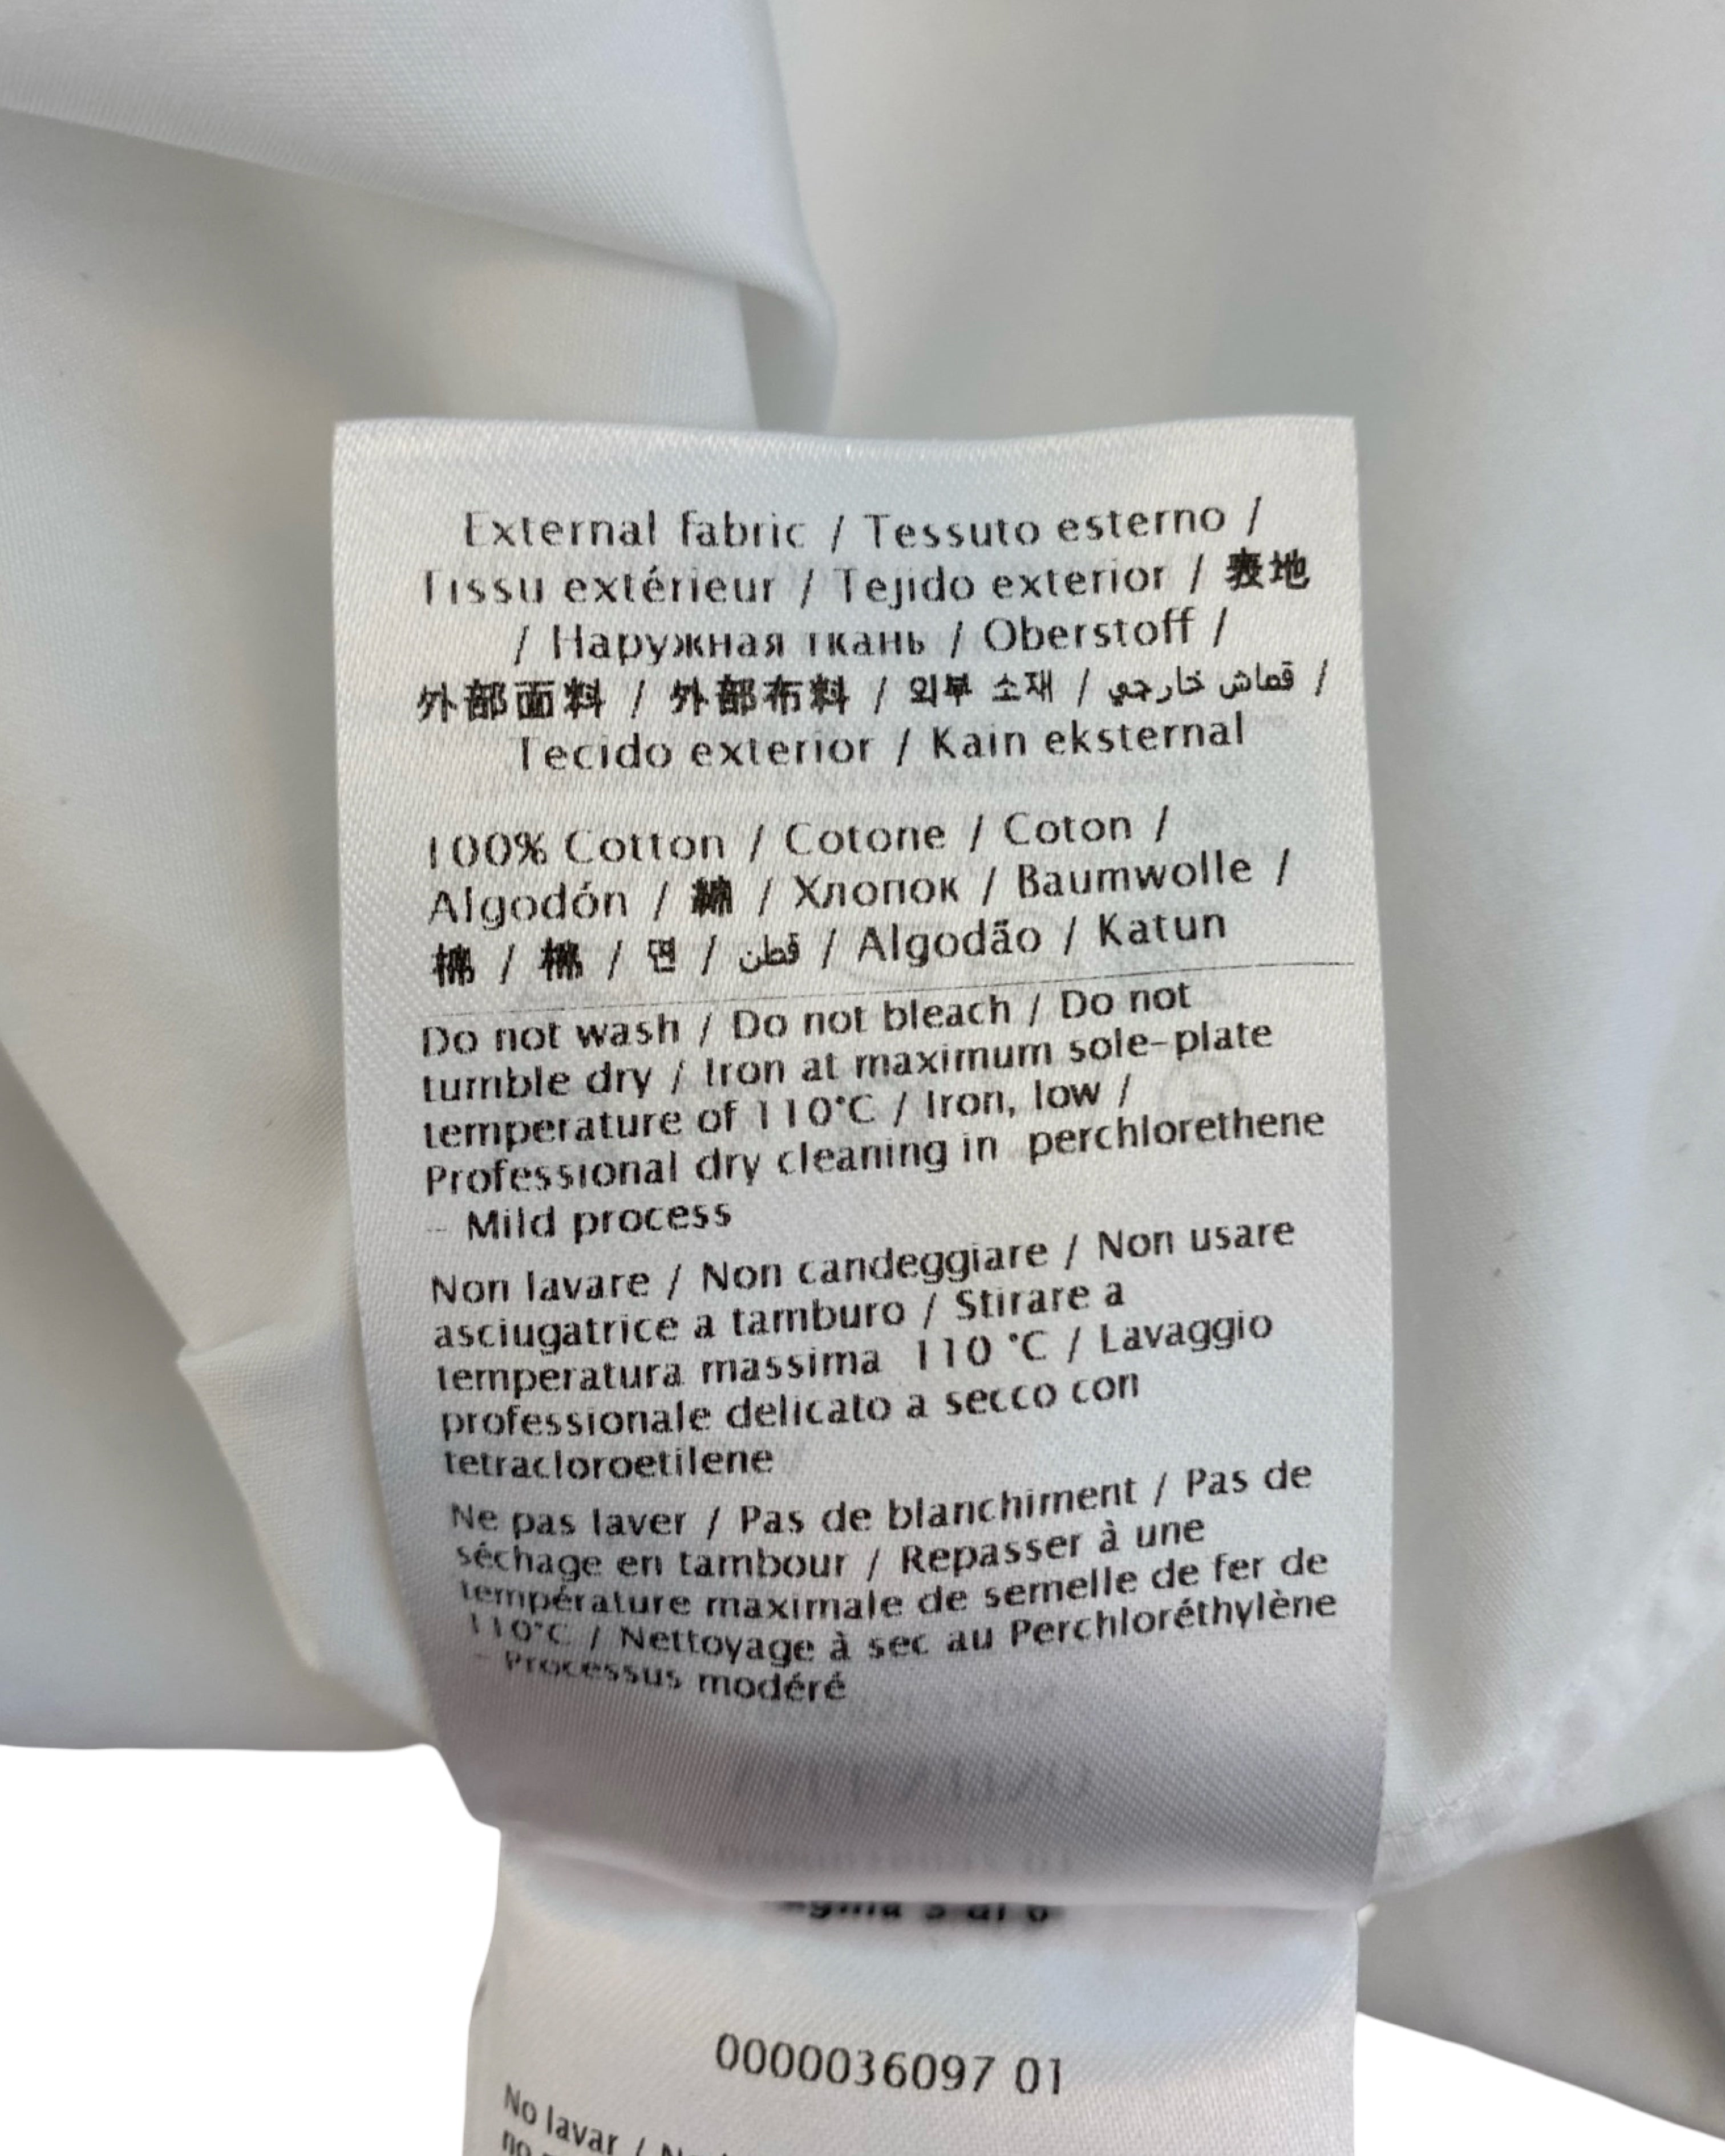 External fabric / Tessuto esterno /
Tissu extérieur / Tejido exterior / 表地
/ Наружная ткань / Oberstoff /
外部面料 / 外部布料 / 외부 소재 / قماش خارجي /
Tecido exterior / Kain eksternal
100% Cotton / Cotone / Coton /
Algodón / 綿 / Хлопок / Baumwolle /
棉 / 棉 / 면 / قطن / Algodão / Katun
Do not wash / Do not bleach / Do not
tumble dry / Iron at maximum sole-plate
temperature of 110°C / Iron, low /
Professional dry cleaning in perchlorethene
- Mild process
Non lavare / Non candeggiare / Non usare
asciugatrice a tamburo / Stirare a
temperatura massima 110 °C / Lavaggio
professionale delicato a secco con
tetracloroetilene
Ne pas laver / Pas de blanchiment / Pas de
séchage en tambour / Repasser à une
température maximale de semelle de fer de
110°C / Nettoyage à sec au Perchloréthylène
- Processus modéré
0000036097 01
No lavar /